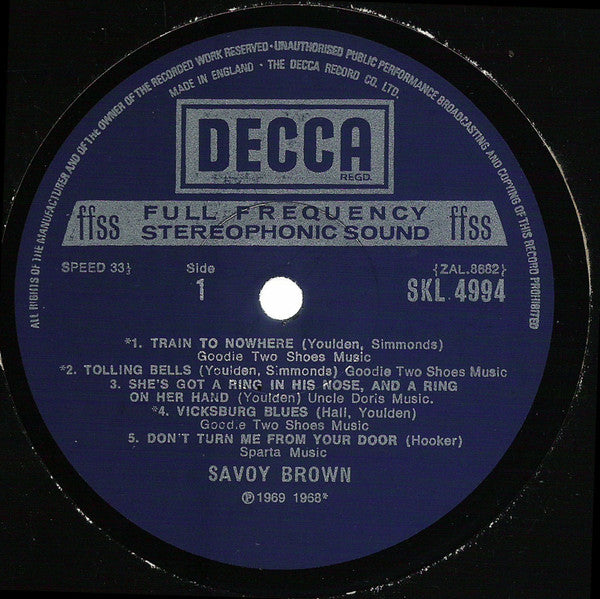 ALL RIGHTS OF THE MANUFACTURER AND OF THE OWNER OF THE RECORDED WORK RESERVED · UNAUTHORISED PUBLIC PERFORMANCE BROADCASTING AND COPYING OF THIS RECORD PROHIBITED
MADE IN ENGLAND · THE DECCA RECORD CO. LTD.
DECCA
REGD.
ffss FULL FREQUENCY ffss
STEREOPHONIC SOUND
SPEED 33⅓ Side {ZAL.8682}
1 SKL 4994
*1. TRAIN TO NOWHERE (Youlden, Simmonds)
Goodie Two Shoes Music
*2. TOLLING BELLS (Youlden, Simmonds) Goodie Two Shoes Music
3. SHE'S GOT A RING IN HIS NOSE, AND A RING
ON HER HAND (Youlden) Uncle Doris Music.
*4. VICKSBURG BLUES (Hall, Youlden)
Goodie Two Shoes Music
5. DON'T TURN ME FROM YOUR DOOR (Hooker)
Sparta Music
SAVOY BROWN
℗1969 1968*